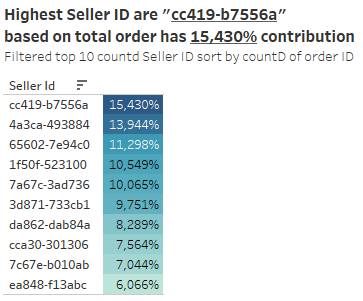 Highest Seller ID are "cc419-b7556a"
based on total order has 15,430% contribution
Filtered top 10 countd Seller ID sort by countD of order ID
Seller Id
cc419-b7556a 15,430%
4a3ca-493884 13,944%
65602-7e94c0 11,298%
1f50f-523100 10,549%
7a67c-3ad736 10,065%
3d871-733cb1 9,751%
da862-dab84a 8,289%
cca30-301306 7,564%
7c67e-b010ab 7,044%
ea848-f13abc 6,066%